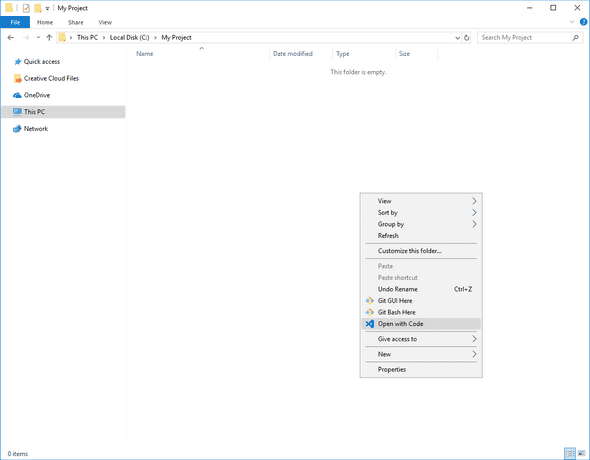 My Project
File Home Share View
This PC Local Disk (C:) My Project
Search My Project
Name Date modified Type Size
This folder is empty.
Quick access
Creative Cloud Files
OneDrive
This PC
Network
View
Sort by
Group by
Refresh
Customize this folder...
Paste
Paste shortcut
Undo Rename Ctrl+Z
Git GUI Here
Git Bash Here
Open with Code
Give access to
New
Properties
0 items